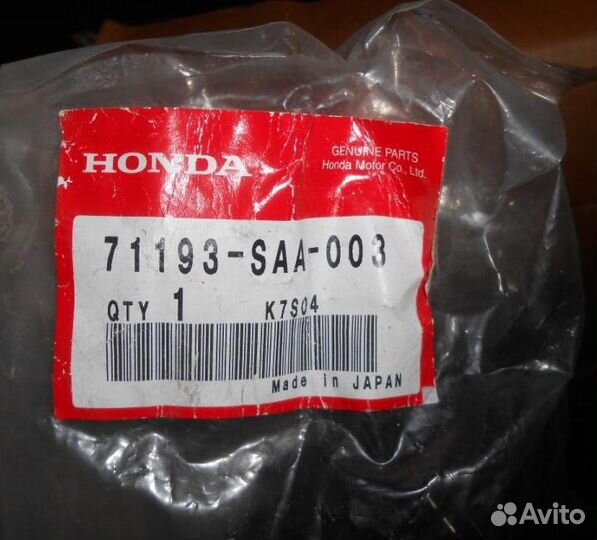 HONDA
GENUINE PARTS
Honda Motor Co., Ltd.
71193-SAA-003
QTY 1 K7S04
Made in JAPAN
Avito